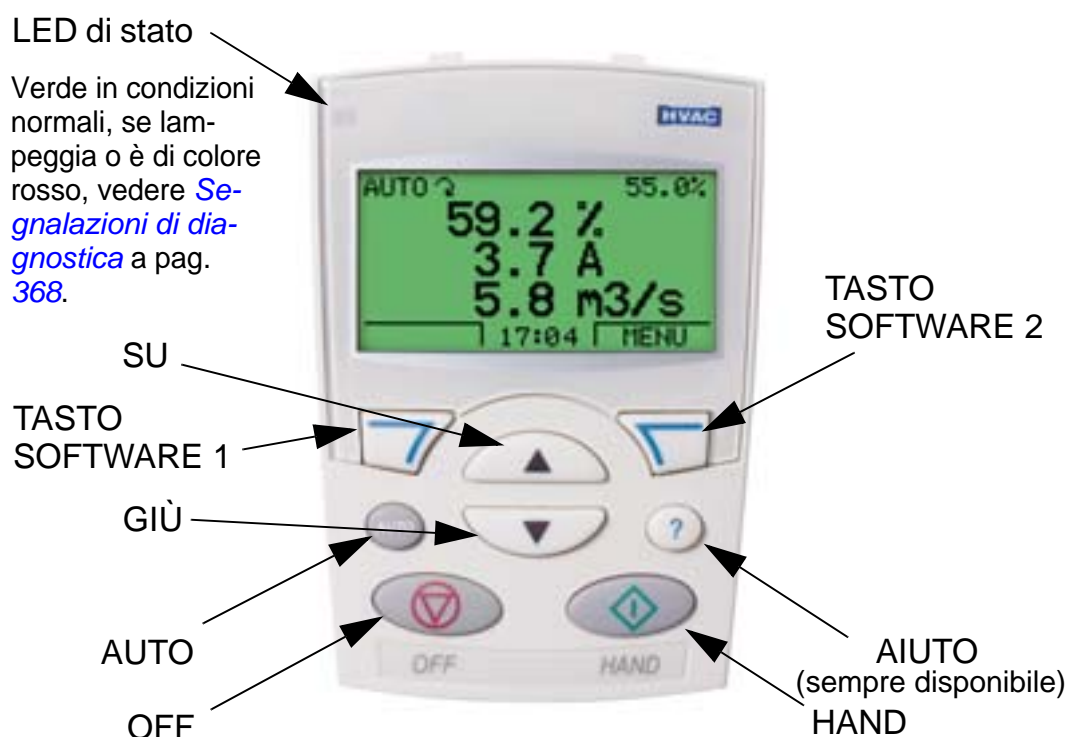 LED di stato
Verde in condizioni
normali, se lam-
peggia o è di colore
rosso, vedere Se-
gnalazioni di dia-
gnostica a pag.
368.
HVAC
AUTO 55.0%
59.2 %
3.7 A
5.8 m3/s
17:04 MENU
TASTO
SOFTWARE 2
SU
TASTO
SOFTWARE 1
GIÙ
AUTO
?
AUTO
OFF
OFF
HAND
AIUTO
(sempre disponibile)
HAND